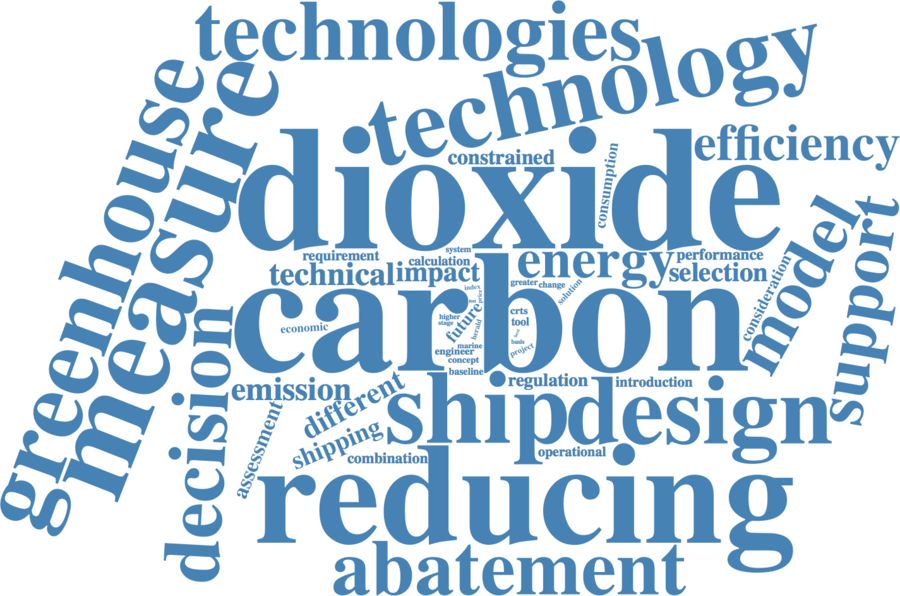 technologies
technology
greenhouse
measure
dioxide
efficiency
constrained
consumption
system
requirement
calculation
technical
impact
energy
performance
selection
model
support
consideration
carbon
greater
change
solution
index
price
economic
higher
stage
future
herald
crts
tool
basis
project
marine
engineer
concept
baseline
decision
emission
different
shipping
assessment
combination
regulation
introduction
ship
design
operational
reducing
abatement